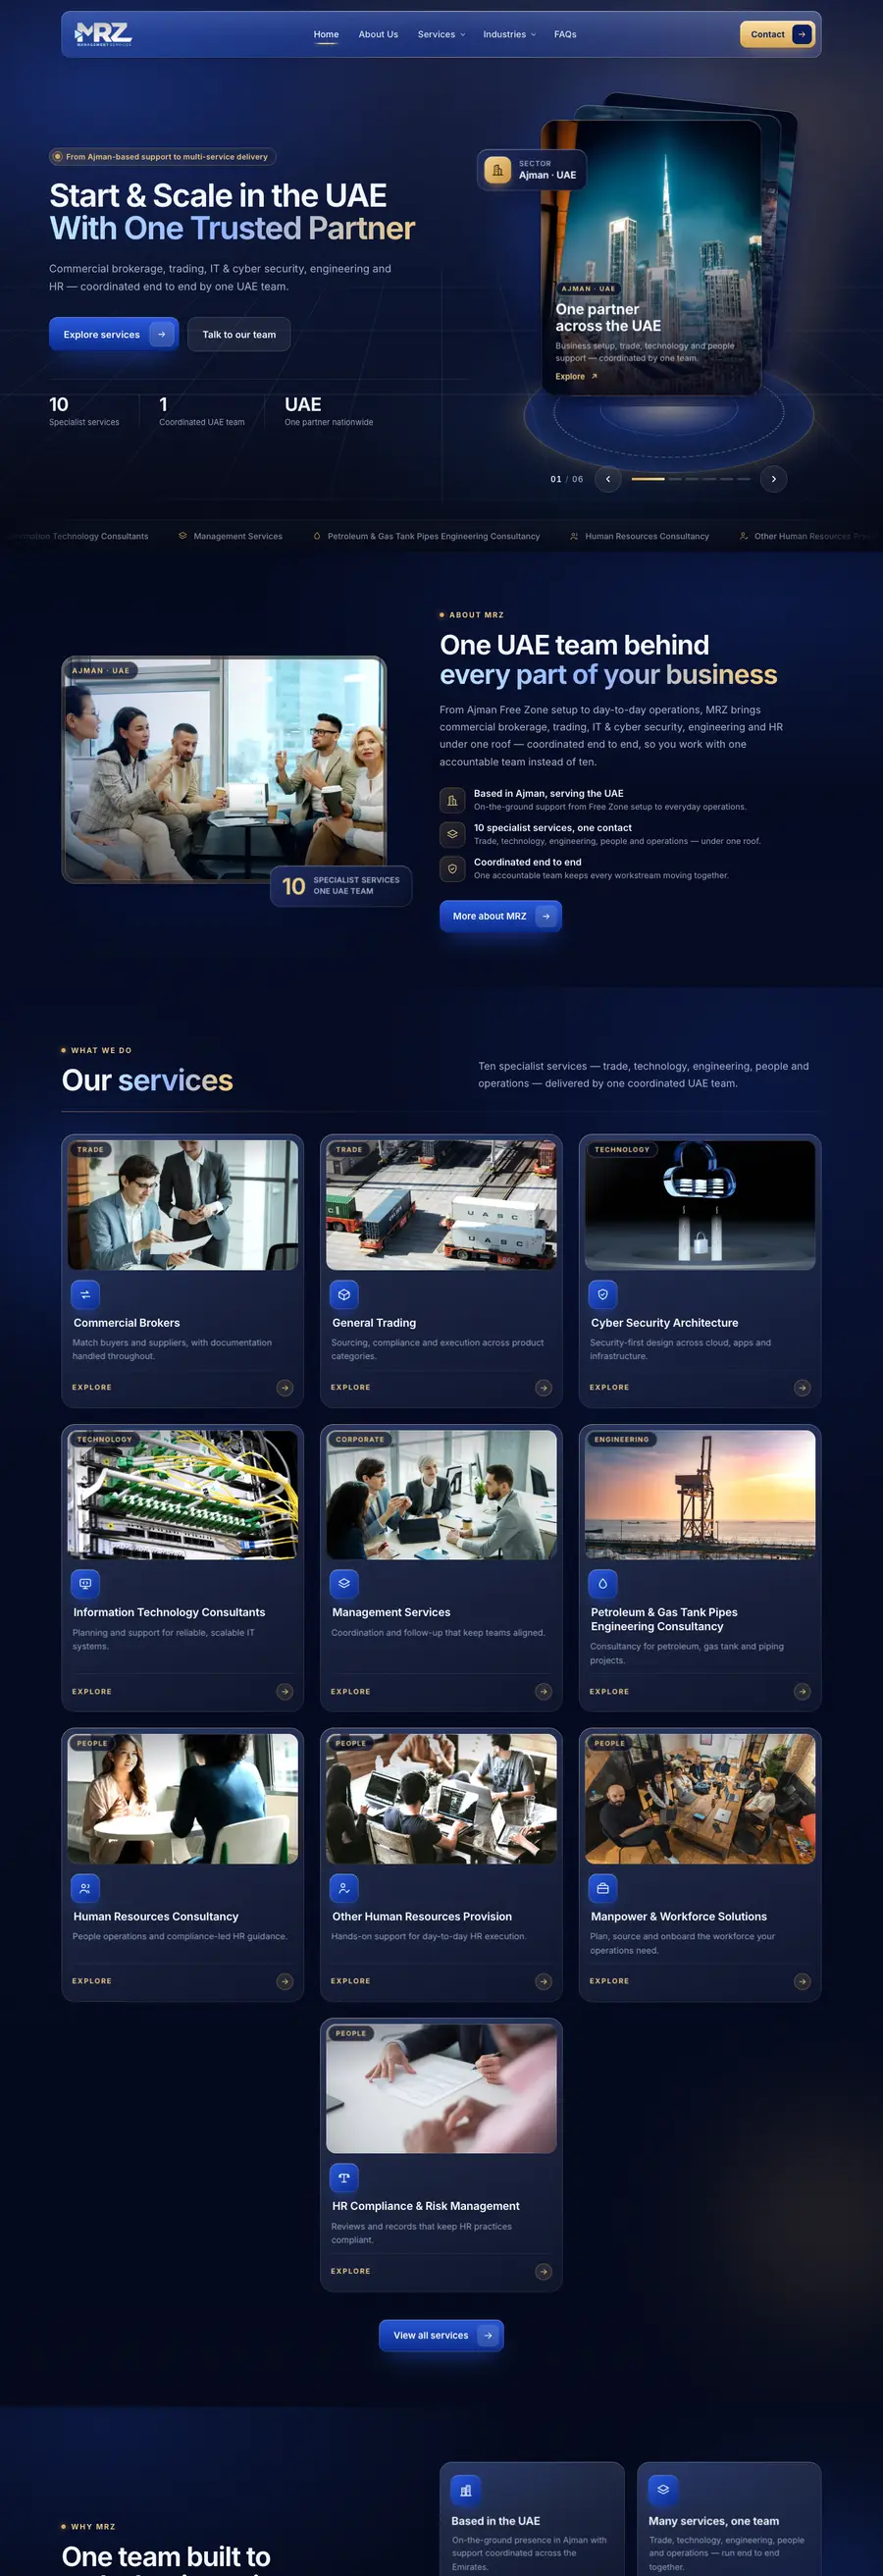 MRZ
MANAGEMENT SERVICES
Home
About Us
Services
Industries
FAQs
Contact
From Ajman-based support to multi-service delivery
Start & Scale in the UAE
With One Trusted Partner
Commercial brokerage, trading, IT & cyber security, engineering and
HR — coordinated end to end by one UAE team.
Explore services
Talk to our team
10
Specialist services
1
Coordinated UAE team
UAE
One partner nationwide
SECTOR
Ajman · UAE
AJMAN · UAE
One partner
across the UAE
Business setup, trade, technology and people
support — coordinated by one team.
Explore
01 / 06
Technology Consultants
Management Services
Petroleum & Gas Tank Pipes Engineering Consultancy
Human Resources Consultancy
Other Human Resources
AJMAN · UAE
10
SPECIALIST SERVICES
ONE UAE TEAM
ABOUT MRZ
One UAE team behind
every part of your business
From Ajman Free Zone setup to day-to-day operations, MRZ brings
commercial brokerage, trading, IT & cyber security, engineering and HR
under one roof — coordinated end to end, so you work with one
accountable team instead of ten.
Based in Ajman, serving the UAE
On-the-ground support from Free Zone setup to everyday operations.
10 specialist services, one contact
Trade, technology, engineering, people and operations — under one roof.
Coordinated end to end
One accountable team keeps every workstream moving together.
More about MRZ
WHAT WE DO
Our services
Ten specialist services — trade, technology, engineering, people and
operations — delivered by one coordinated UAE team.
TRADE
Commercial Brokers
Match buyers and suppliers, with documentation
handled throughout.
EXPLORE
TRADE
UASC
UASC
General Trading
Sourcing, compliance and execution across product
categories.
EXPLORE
TECHNOLOGY
Cyber Security Architecture
Security-first design across cloud, apps and
infrastructure.
EXPLORE
TECHNOLOGY
Information Technology Consultants
Planning and support for reliable, scalable IT
systems.
EXPLORE
CORPORATE
Management Services
Coordination and follow-up that keep teams aligned.
EXPLORE
ENGINEERING
Petroleum & Gas Tank Pipes
Engineering Consultancy
Consultancy for petroleum, gas tank and piping
projects.
EXPLORE
PEOPLE
Human Resources Consultancy
People operations and compliance-led HR guidance.
EXPLORE
PEOPLE
Other Human Resources Provision
Hands-on support for day-to-day HR execution.
EXPLORE
PEOPLE
Manpower & Workforce Solutions
Plan, source and onboard the workforce your
operations need.
EXPLORE
PEOPLE
HR Compliance & Risk Management
Reviews and records that keep HR practices
compliant.
EXPLORE
View all services
WHY MRZ
One team built to
Based in the UAE
On-the-ground presence in Ajman with
support coordinated across the
Emirates.
Many services, one team
Trade, technology, engineering, people
and operations — run end to end
together.